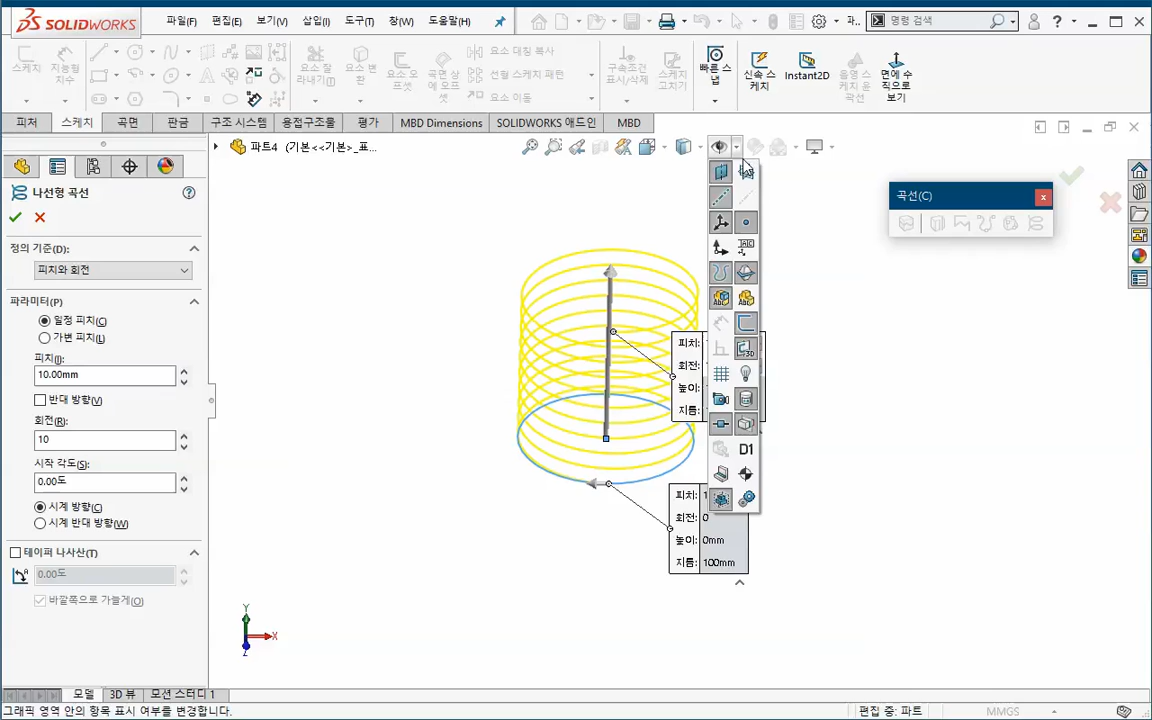 SOLIDWORKS 파일(F) 편집(E) 보기(V) 삽입(I) 도구(T) 창(W) 도움말(H) 파... 명령 검색
스케치 지능형 치수 요소 잘라내기(T) 요소 변환 요소 오프셋 곡면 상에 오프셋 요소 대칭 복사 선형 스케치 패턴 요소 이동 구속조건 표시/삭제 스케치 고치기 빠른 스냅 신속 스케치 Instant2D 음영 스케치 윤곽선 면에 수직으로 보기
피처 스케치 곡면 판금 구조 시스템 용접구조물 평가 MBD Dimensions SOLIDWORKS 애드인 MBD
파트4 (기본<<기본>_표...
나선형 곡선
곡선(C)
정의 기준(D):
피치와 회전
파라미터(P)
일정 피치(C)
가변 피치(L)
피치(I):
10.00mm
반대 방향(V)
회전(R):
10
시작 각도(S):
0.00도
시계 방향(C)
시계 반대 방향(W)
테이퍼 나사산(T)
0.00도
바깥쪽으로 가늘게(O)
피치:
회전:
높이:
지름:
D1
피치: 1
회전: 0
높이: 0mm
지름: 100mm
Y
X
Z
모델 3D 뷰 모션 스터디 1
그래픽 영역 안의 항목 표시 여부를 변경합니다. 편집 중: 파트 MMGS